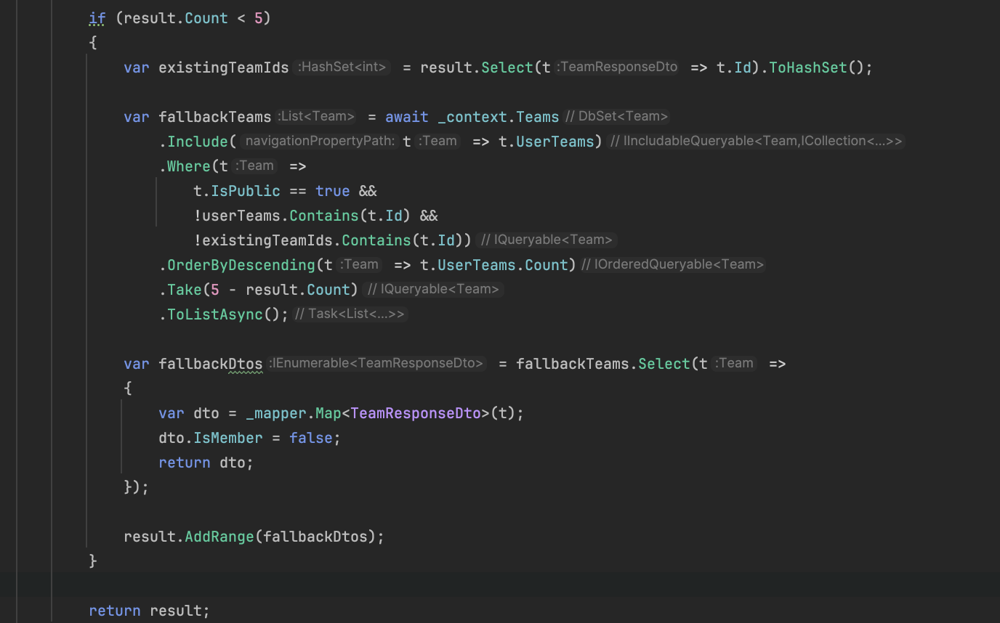 if (result.Count < 5)
{
var existingTeamIds :HashSet<int> = result.Select(t :TeamResponseDto => t.Id).ToHashSet();
var fallbackTeams :List<Team> = await _context.Teams // DbSet<Team>
.Include( navigationPropertyPath: t :Team => t.UserTeams) // IIncludableQueryable<Team,ICollection<...>>
.Where(t :Team =>
t.IsPublic == true &&
!userTeams.Contains(t.Id) &&
!existingTeamIds.Contains(t.Id)) // IQueryable<Team>
.OrderByDescending(t :Team => t.UserTeams.Count) // IOrderedQueryable<Team>
.Take(5 - result.Count) // IQueryable<Team>
.ToListAsync(); // Task<List<...>>
var fallbackDtos :IEnumerable<TeamResponseDto> = fallbackTeams.Select(t :Team =>
{
var dto = _mapper.Map<TeamResponseDto>(t);
dto.IsMember = false;
return dto;
});
result.AddRange(fallbackDtos);
}
return result;